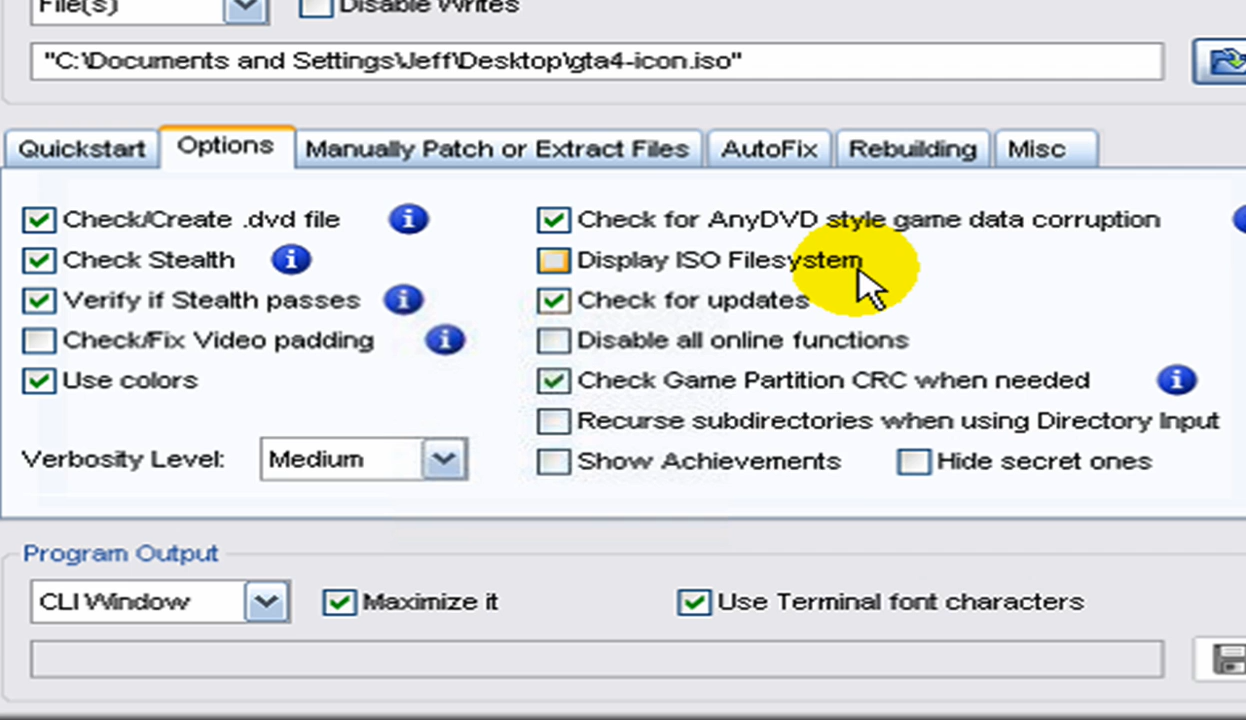 File(s) Disable Writes
"C:\Documents and Settings\Jeff\Desktop\gta4-icon.iso"
Quickstart Options Manually Patch or Extract Files AutoFix Rebuilding Misc
Check/Create .dvd file Check for AnyDVD style game data corruption
Check Stealth Display ISO Filesystem
Verify if Stealth passes Check for updates
Check/Fix Video padding Disable all online functions
Use colors Check Game Partition CRC when needed
Recurse subdirectories when using Directory Input
Verbosity Level: Medium Show Achievements Hide secret ones
Program Output
CLI Window Maximize it Use Terminal font characters